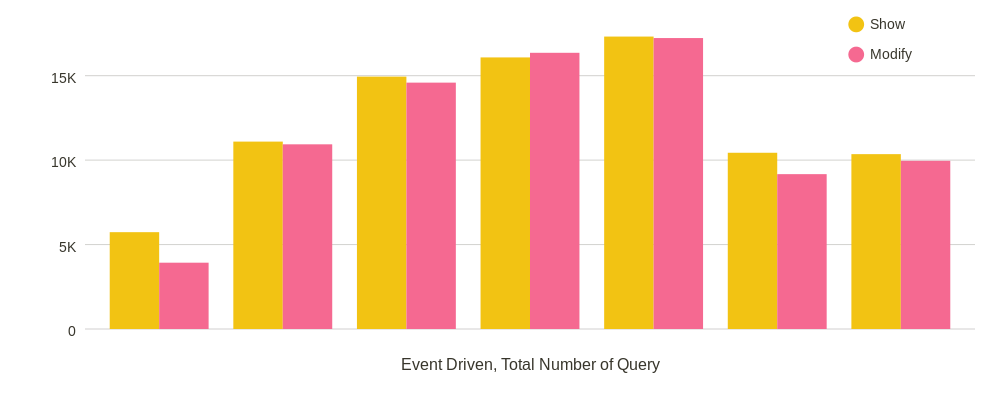 Show
Modify
15K
10K
5K
0
Event Driven, Total Number of Query